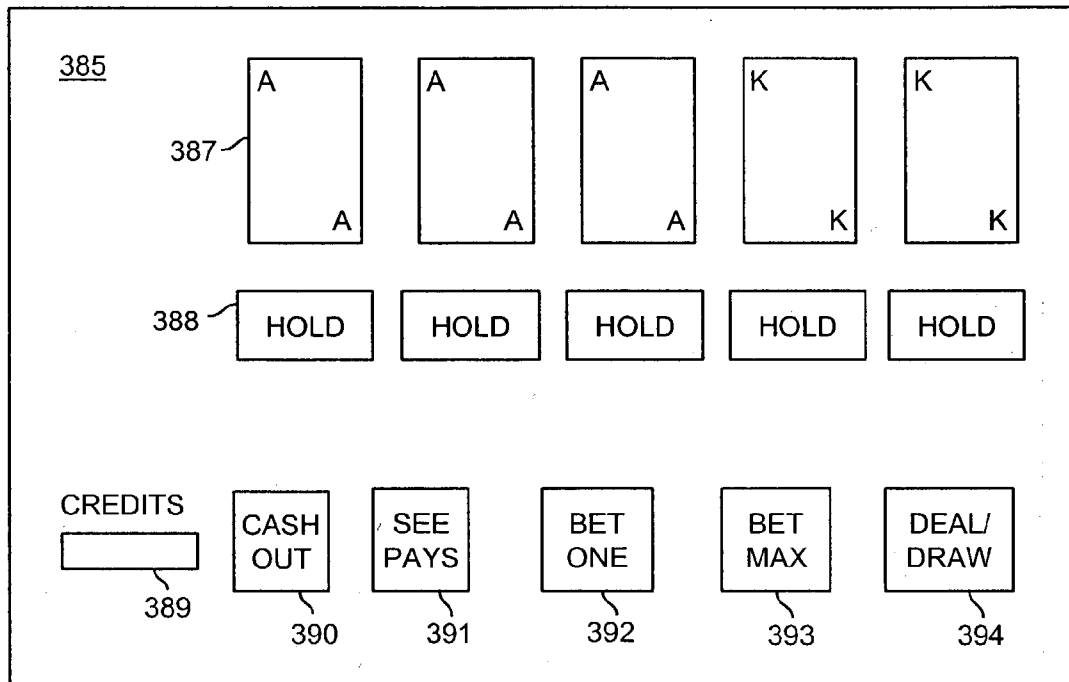 385
A A A K K
387
A A A K K
388
HOLD HOLD HOLD HOLD HOLD
CREDITS
CASH OUT
SEE PAYS
BET ONE
BET MAX
DEAL/ DRAW
389
390
391
392
393
394